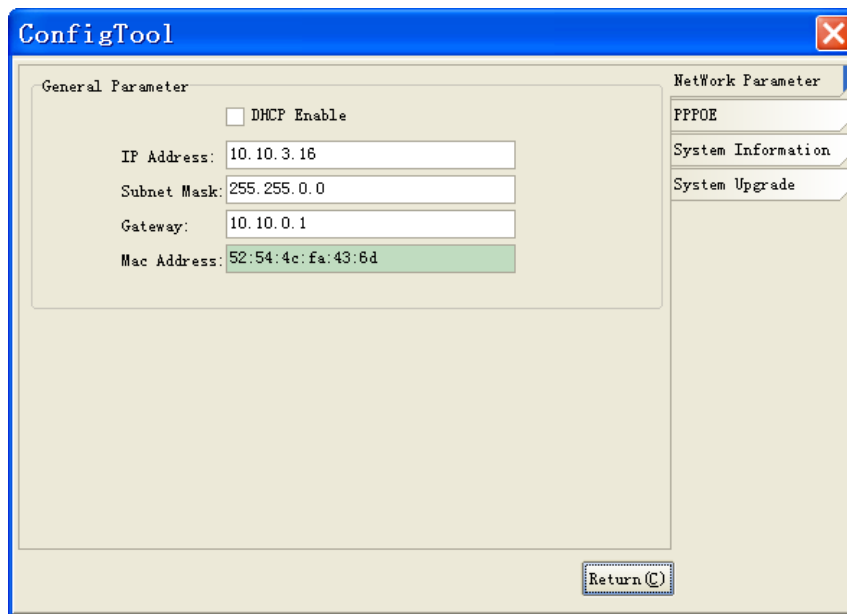 ConfigTool
General Parameter
DHCP Enable
IP Address: 10.10.3.16
Subnet Mask: 255.255.0.0
Gateway: 10.10.0.1
Mac Address: 52:54:4c:fa:43:6d
NetWork Parameter
PPPOE
System Information
System Upgrade
Return(C)